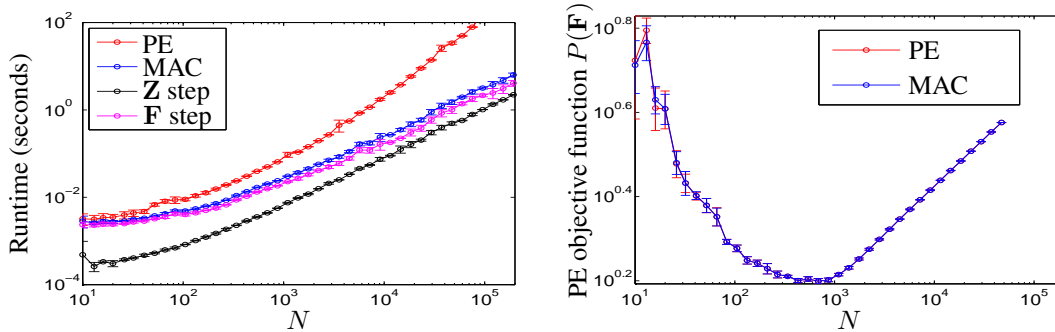 Runtime (seconds)
10^2
10^0
10^−2
10^−4
PE
MAC
Z step
F step
10^1
10^2
10^3
10^4
10^5
N
PE objective function P(F)
10^0.8
10^0.6
10^0.4
10^0.2
PE
MAC
10^1
10^2
10^3
10^4
10^5
N